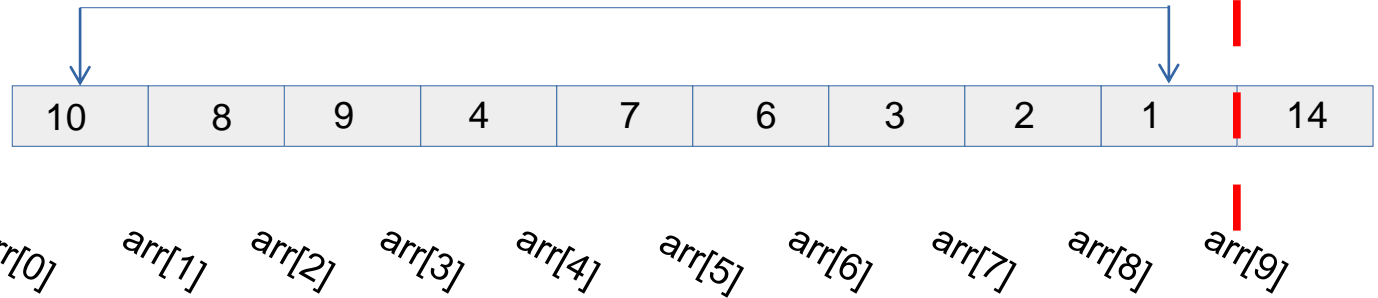 10 8 9 4 7 6 3 2 1 14
rr[0] arr[1] arr[2] arr[3] arr[4] arr[5] arr[6] arr[7] arr[8] arr[9]